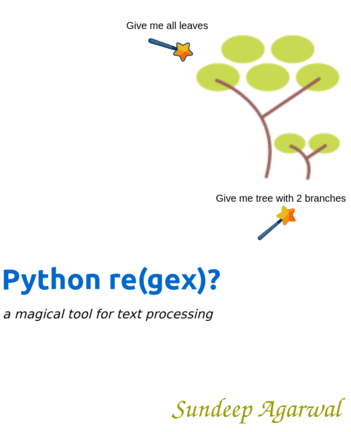 Give me all leaves
Give me tree with 2 branches
Python re(gex)?
a magical tool for text processing
Sundeep Agarwal